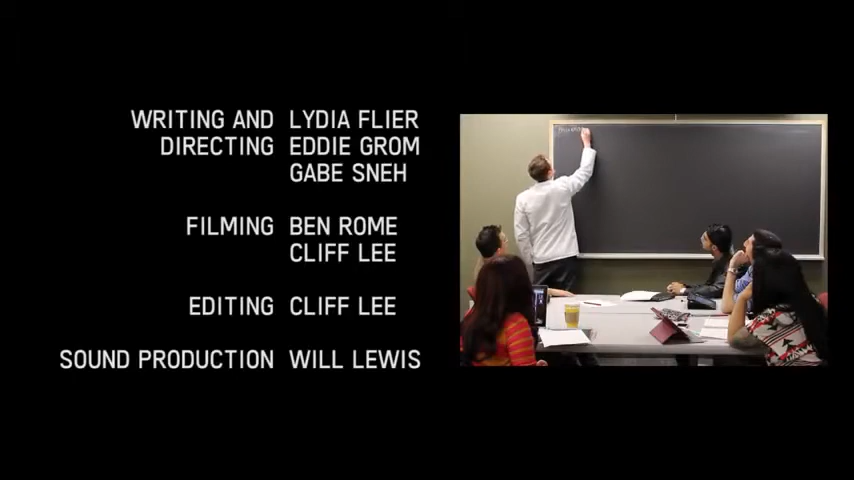 WRITING AND LYDIA FLIER
DIRECTING EDDIE GROM
GABE SNEH
FILMING BEN ROME
CLIFF LEE
EDITING CLIFF LEE
SOUND PRODUCTION WILL LEWIS